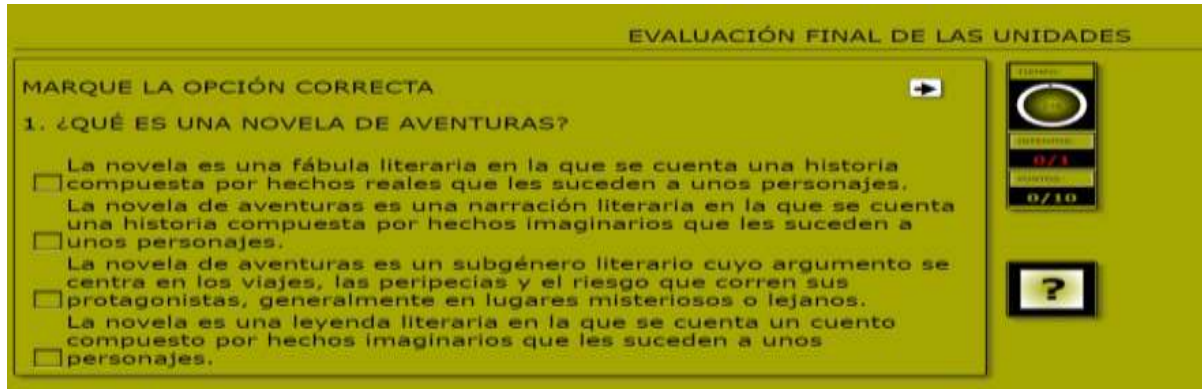 EVALUACIÓN FINAL DE LAS UNIDADES
MARQUE LA OPCIÓN CORRECTA
1. ¿QUÉ ES UNA NOVELA DE AVENTURAS?
La novela es una fábula literaria en la que se cuenta una historia
compuesta por hechos reales que les suceden a unos personajes.
La novela de aventuras es una narración literaria en la que se cuenta
una historia compuesta por hechos imaginarios que les suceden a
unos personajes.
La novela de aventuras es un subgénero literario cuyo argumento se
centra en los viajes, las peripecias y el riesgo que corren sus
protagonistas, generalmente en lugares misteriosos o lejanos.
La novela es una leyenda literaria en la que se cuenta un cuento
compuesto por hechos imaginarios que les suceden a unos
personajes.
0/1
0/10
?